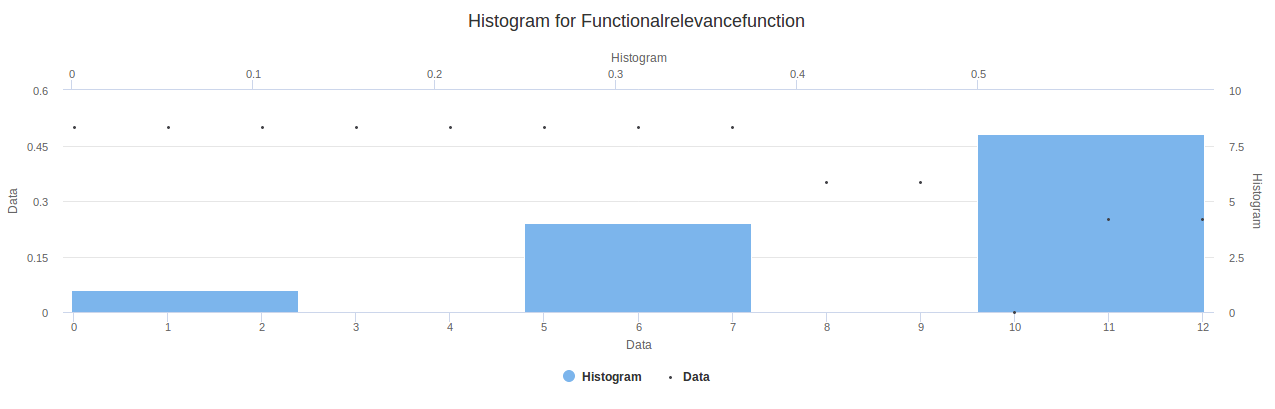 Histogram for Functionalrelevancefunction
Histogram
0 0.1 0.2 0.3 0.4 0.5
0.6 10
0.45 7.5
Data 0.3 5 Histogram
0.15 2.5
0 0
0 1 2 3 4 5 6 7 8 9 10 11 12
Data
Histogram Data